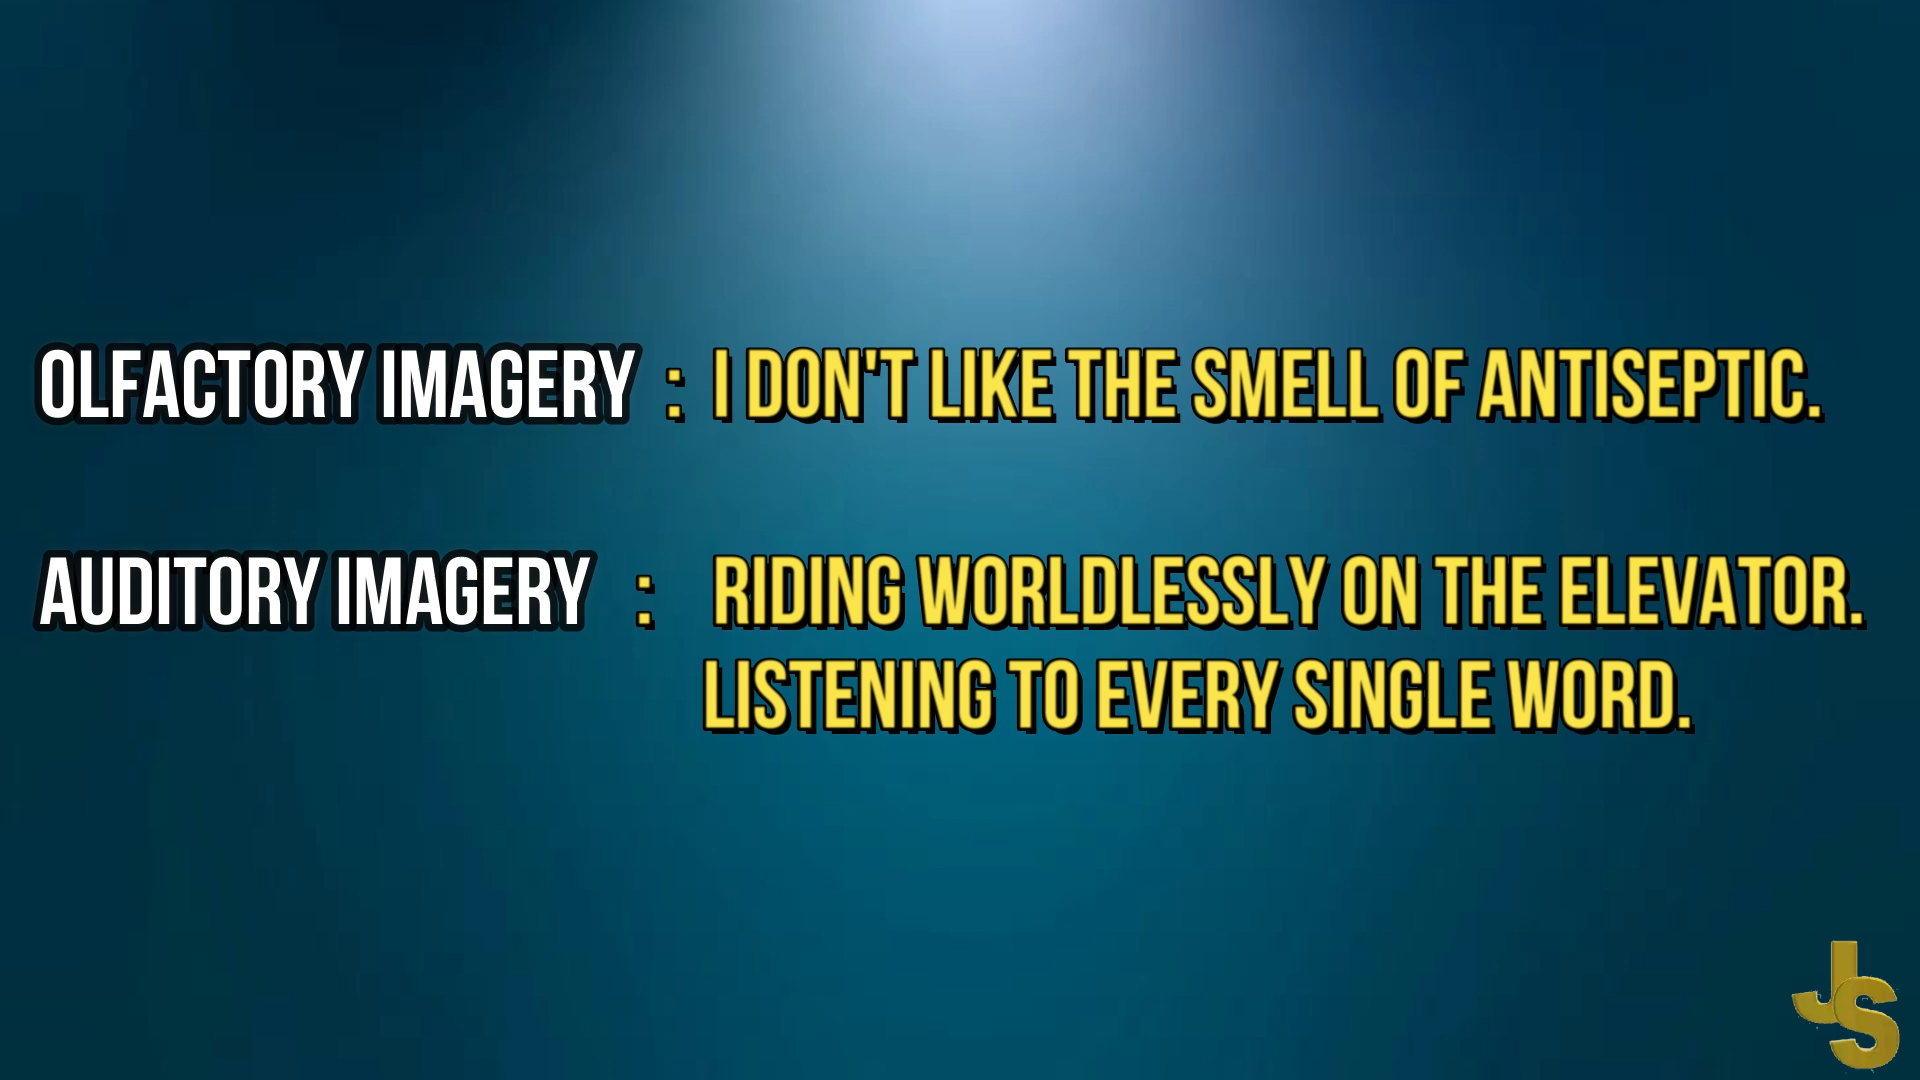 OLFACTORY IMAGERY : I DON'T LIKE THE SMELL OF ANTISEPTIC.
AUDITORY IMAGERY : RIDING WORLDLESSLY ON THE ELEVATOR.
LISTENING TO EVERY SINGLE WORD.
JS